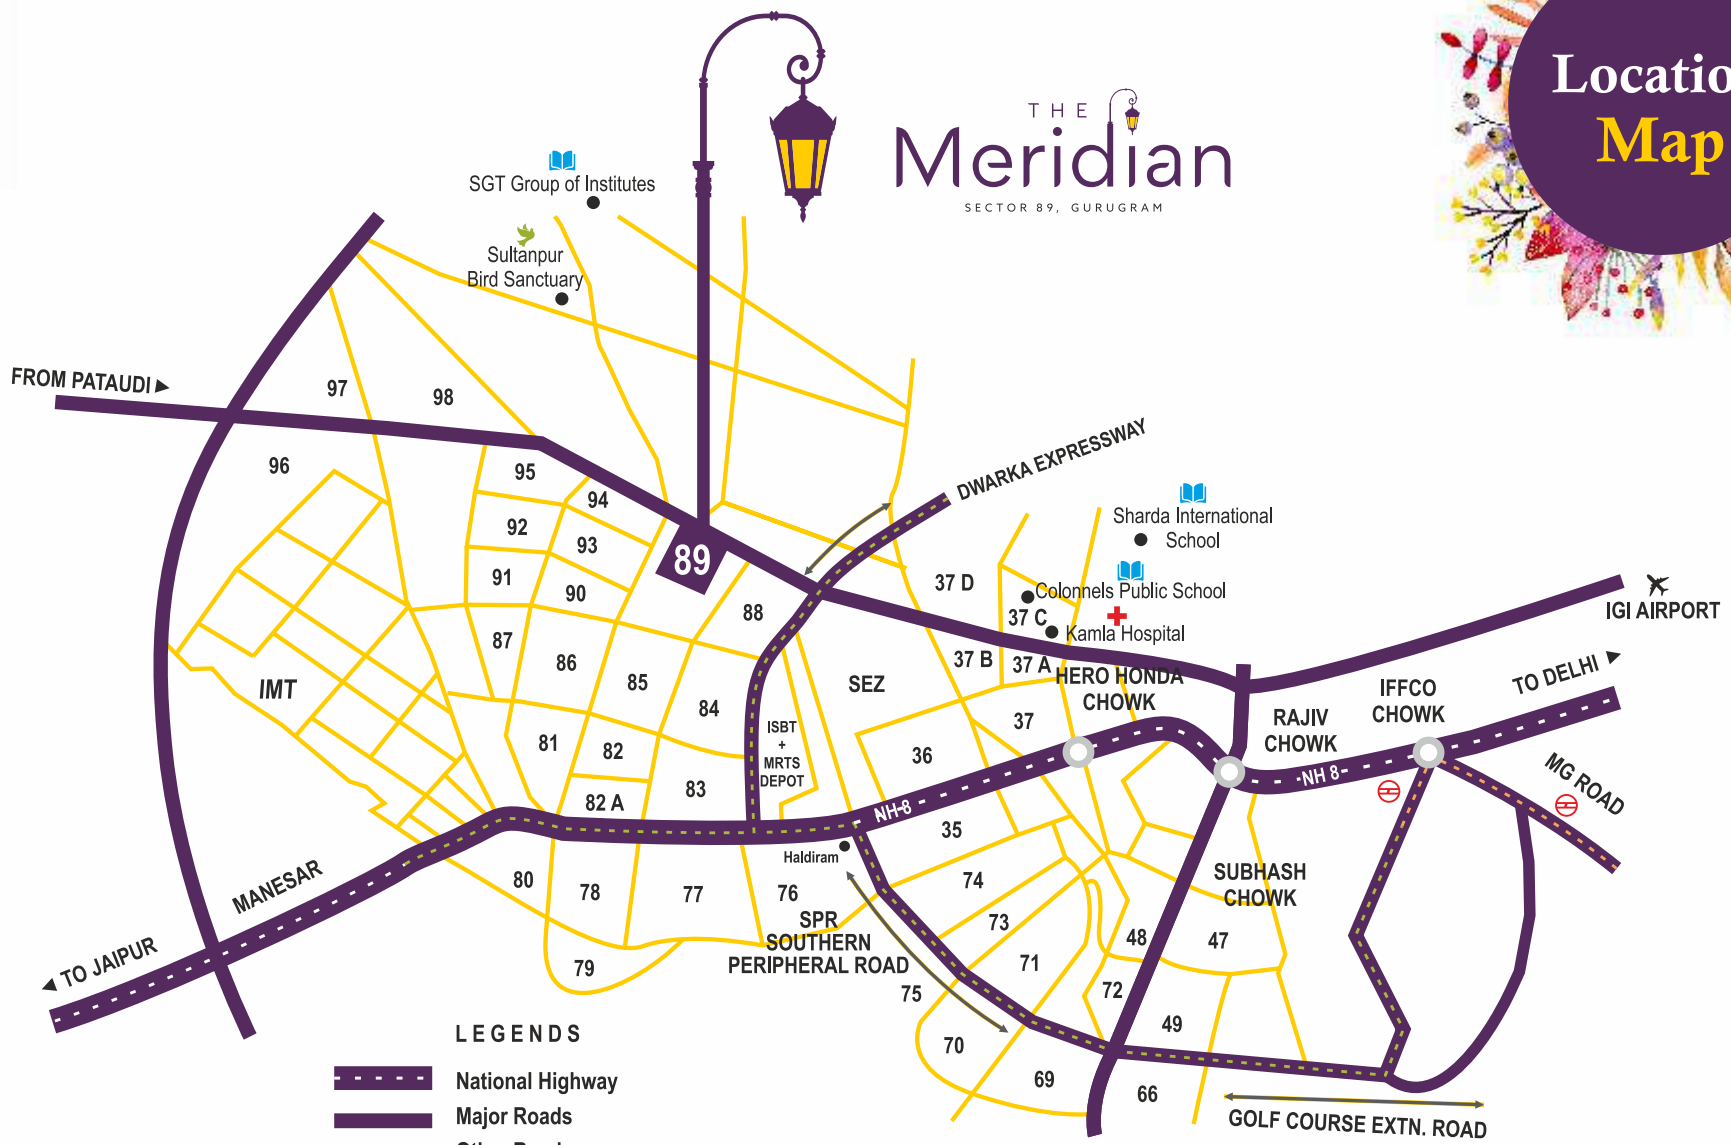 Locatio
Map
THE
Meridian
SECTOR 89, GURUGRAM
SGT Group of Institutes
Sultanpur
Bird Sanctuary
FROM PATAUDI
97
98
96
95
94
92
93
91
90
89
88
87
86
85
84
81
82
82 A
83
IMT
ISBT
+
MRTS
DEPOT
SEZ
DWARKA EXPRESSWAY
Sharda International
School
Colonnels Public School
Kamla Hospital
37 D
37 C
37 B
37 A
37
36
35
HERO HONDA
CHOWK
RAJIV
CHOWK
IFFCO
CHOWK
IGI AIRPORT
TO DELHI
MG ROAD
NH-8
NH 8
Haldiram
MANESAR
TO JAIPUR
80
78
77
76
79
SPR
SOUTHERN
PERIPHERAL ROAD
75
74
73
71
72
70
69
48
47
49
66
SUBHASH
CHOWK
GOLF COURSE EXTN. ROAD
LEGENDS
National Highway
Major Roads